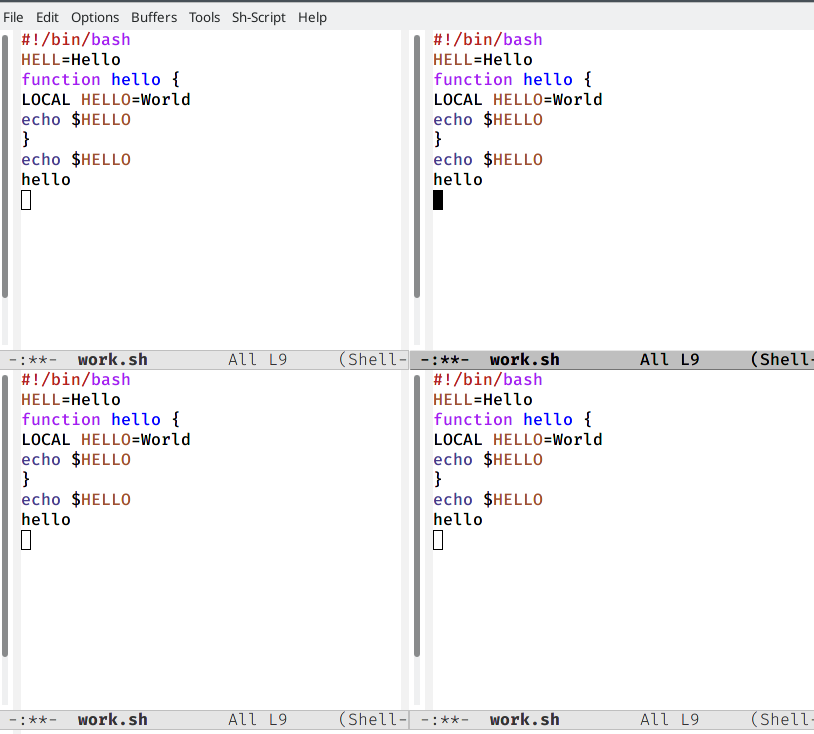 File Edit Options Buffers Tools Sh-Script Help
#!/bin/bash
HELL=Hello
function hello {
LOCAL HELLO=World
echo $HELLO
}
echo $HELLO
hello
-:**- work.sh All L9 (Shell-
#!/bin/bash
HELL=Hello
function hello {
LOCAL HELLO=World
echo $HELLO
}
echo $HELLO
hello
-:**- work.sh All L9 (Shell-
#!/bin/bash
HELL=Hello
function hello {
LOCAL HELLO=World
echo $HELLO
}
echo $HELLO
hello
-:**- work.sh All L9 (Shell-
#!/bin/bash
HELL=Hello
function hello {
LOCAL HELLO=World
echo $HELLO
}
echo $HELLO
hello
-:**- work.sh All L9 (Shell-